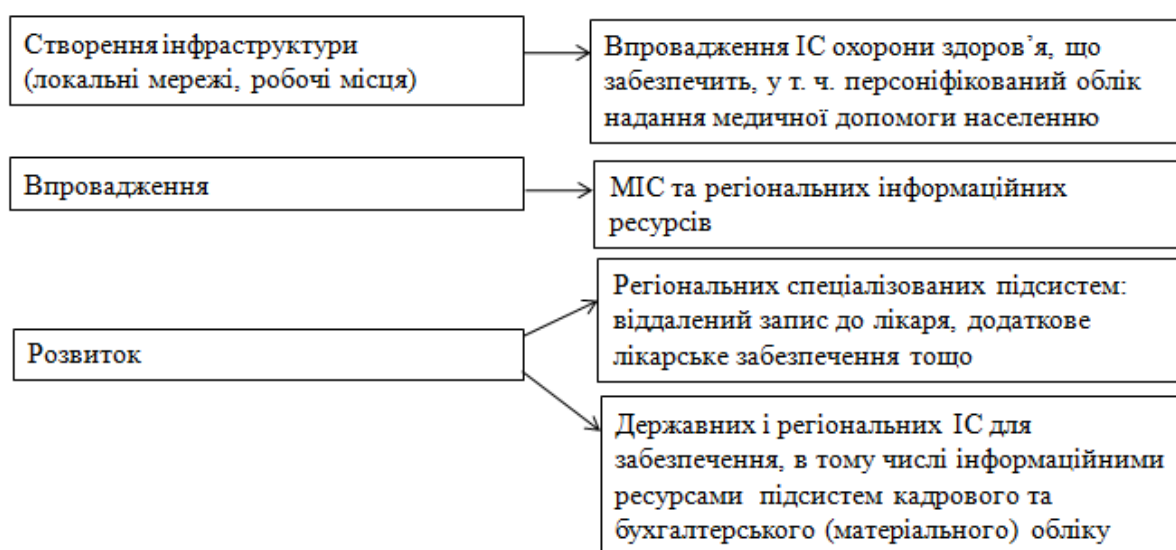 Створення інфраструктури
(локальні мережі, робочі місця)
Впровадження ІС охорони здоров’я, що
забезпечить, у т. ч. персоніфікований облік
надання медичної допомоги населенню
Впровадження
МІС та регіональних інформаційних
ресурсів
Розвиток
Регіональних спеціалізованих підсистем:
віддалений запис до лікаря, додаткове
лікарське забезпечення тощо
Державних і регіональних ІС для
забезпечення, в тому числі інформаційними
ресурсами підсистем кадрового та
бухгалтерського (матеріального) обліку